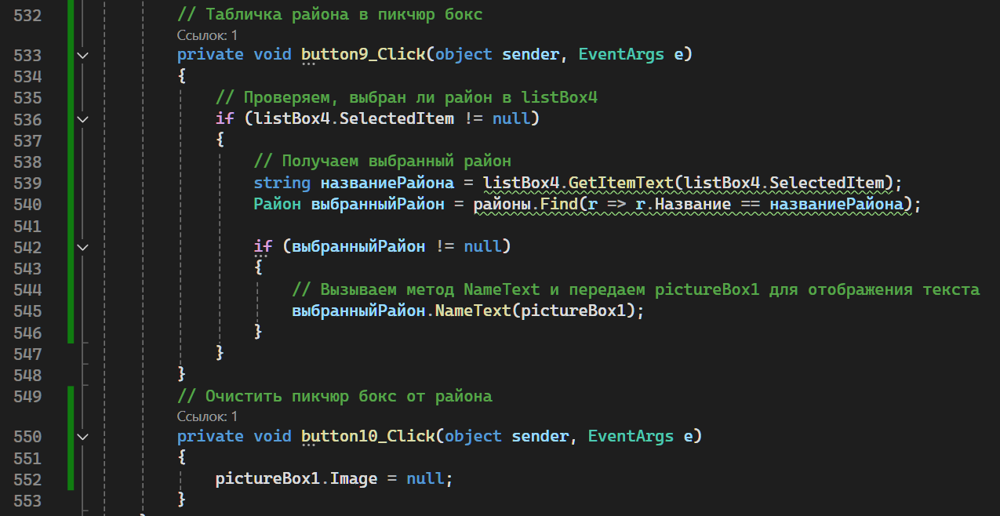 532 // Табличка района в пикчюр бокс
Ссылок: 1
533 private void button9_Click(object sender, EventArgs e)
534 {
535 // Проверяем, выбран ли район в listBox4
536 if (listBox4.SelectedItem != null)
537 {
538 // Получаем выбранный район
539 string названиеРайона = listBox4.GetItemText(listBox4.SelectedItem);
540 Район выбранныйРайон = районы.Find(r => r.Название == названиеРайона);
541
542 if (выбранныйРайон != null)
543 {
544 // Вызываем метод NameText и передаем pictureBox1 для отображения текста
545 выбранныйРайон.NameText(pictureBox1);
546 }
547 }
548 }
549 // Очистить пикчюр бокс от района
Ссылок: 1
550 private void button10_Click(object sender, EventArgs e)
551 {
552 pictureBox1.Image = null;
553 }